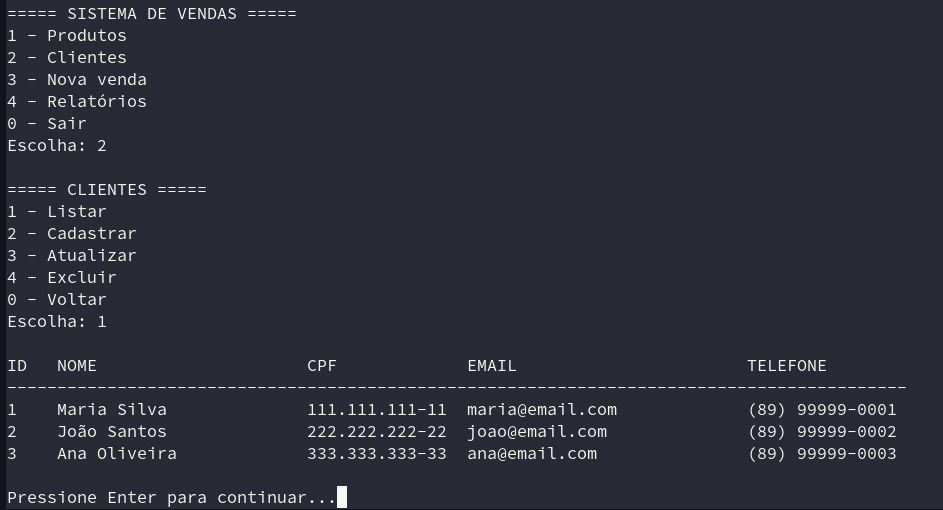 ===== SISTEMA DE VENDAS =====
1 - Produtos
2 - Clientes
3 - Nova venda
4 - Relatórios
0 - Sair
Escolha: 2

===== CLIENTES =====
1 - Listar
2 - Cadastrar
3 - Atualizar
4 - Excluir
0 - Voltar
Escolha: 1

ID   NOME                     CPF             EMAIL                       TELEFONE
------------------------------------------------------------------------------------------
1    Maria Silva              111.111.111-11  maria@email.com             (89) 99999-0001
2    João Santos              222.222.222-22  joao@email.com              (89) 99999-0002
3    Ana Oliveira             333.333.333-33  ana@email.com               (89) 99999-0003

Pressione Enter para continuar...